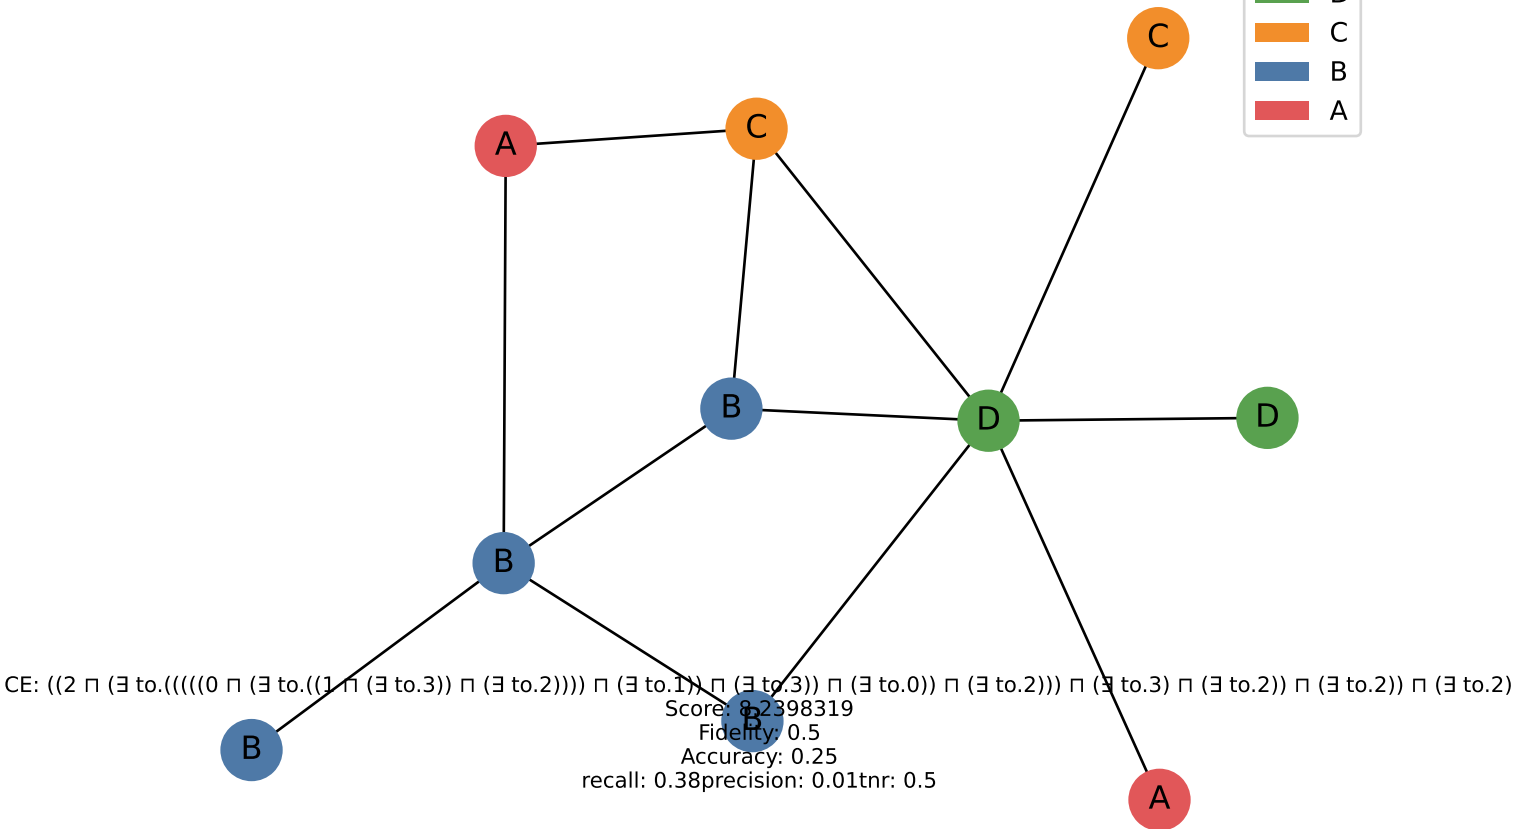 C
D
C
B
A
C
A
B
D
D
B
CE: ((2 ⊓ (∃ to.(((((0 ⊓ (∃ to.((1 ⊓ (∃ to.3)) ⊓ (∃ to.2)))) ⊓ (∃ to.1)) ⊓ (∃ to.3)) ⊓ (∃ to.0)) ⊓ (∃ to.2))) ⊓ (∃ to.3) ⊓ (∃ to.2)) ⊓ (∃ to.2)) ⊓ (∃ to.2)
Score: 8.2398319
B
Fidelity: 0.5
B
Accuracy: 0.25
recall: 0.38precision: 0.01tnr: 0.5
A